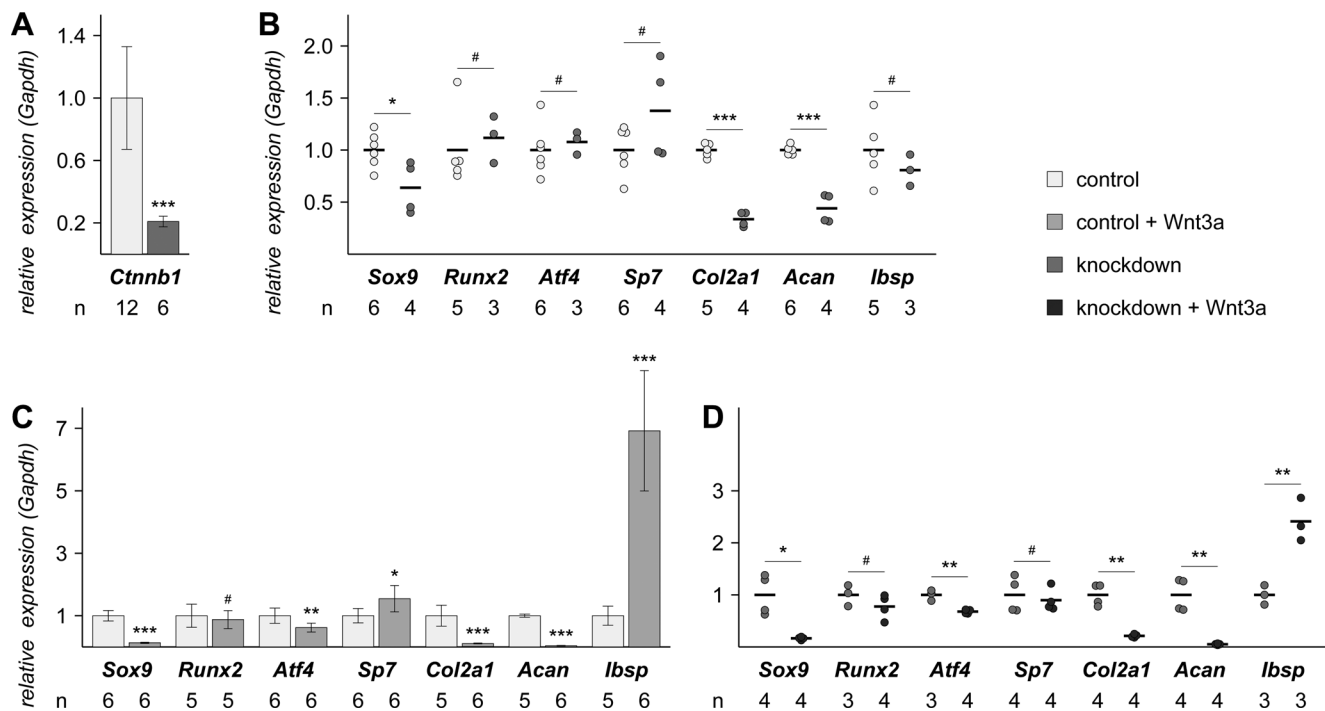 A
B
relative expression (Gapdh)
1.4
1.0
0.6
0.2
***
Ctnnb1
n 12 6
relative expression (Gapdh)
2.0
1.5
1.0
0.5
* # # # *** *** #
Sox9 Runx2 Atf4 Sp7 Col2a1 Acan Ibsp
n 6 4 5 3 6 3 6 4 5 4 6 4 5 3
control
control + Wnt3a
knockdown
knockdown + Wnt3a
C
relative expression (Gapdh)
7
5
3
1
*** # ** * *** *** ***
Sox9 Runx2 Atf4 Sp7 Col2a1 Acan Ibsp
n 6 6 5 5 6 6 6 6 6 6 5 6 5 6
D
3
2
1
* # ** # ** ** **
Sox9 Runx2 Atf4 Sp7 Col2a1 Acan Ibsp
4 4 3 4 3 4 4 4 4 4 4 4 3 3